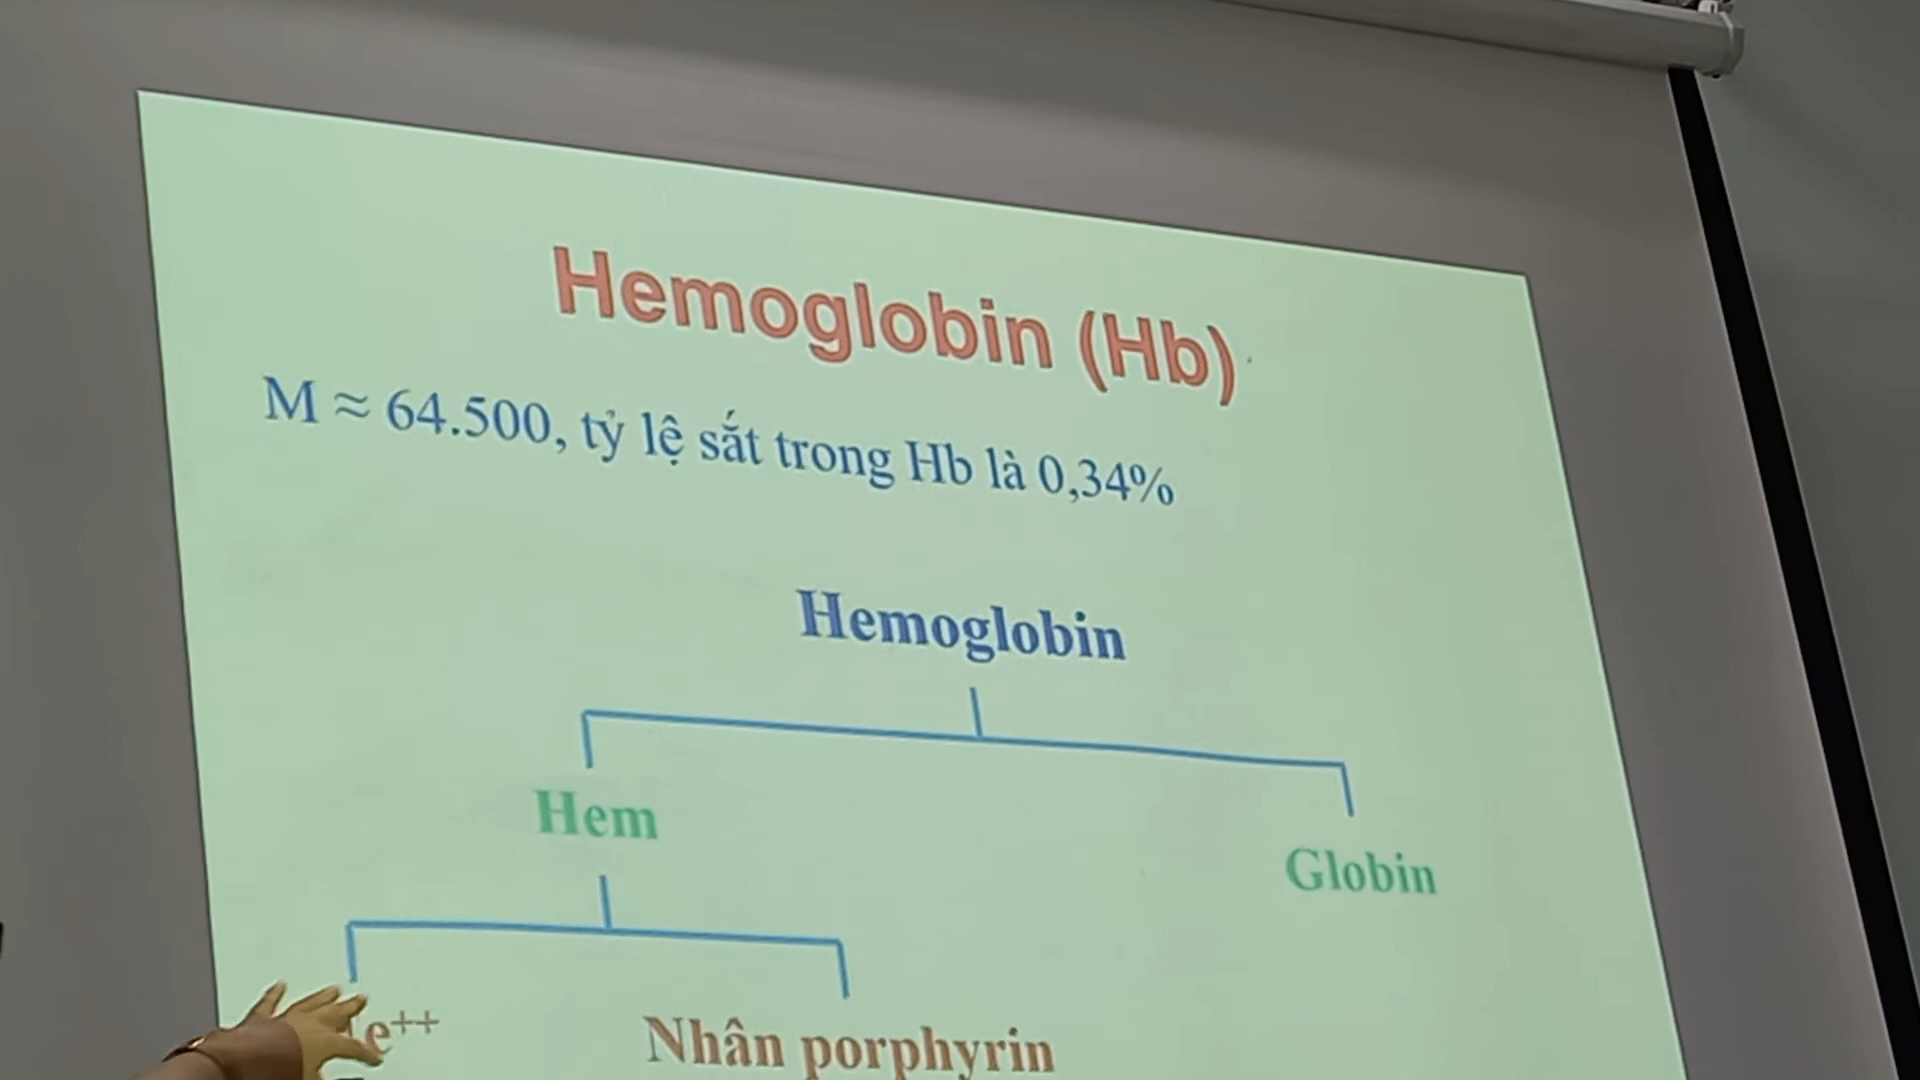 Hemoglobin (Hb)
M ≈ 64.500, tỷ lệ sắt trong Hb là 0,34%
Hemoglobin
Hem
Globin
e⁺⁺
Nhân porphyrin